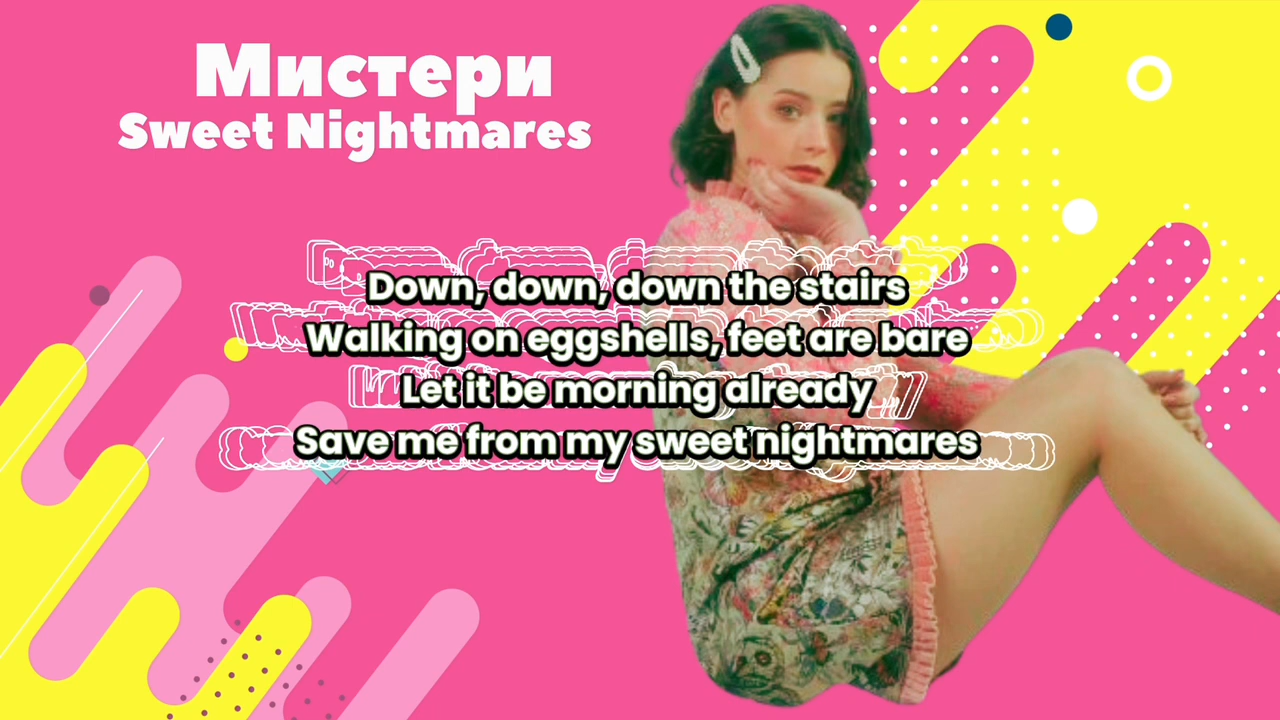 Мистери
Sweet Nightmares
Down, down, down the stairs
Walking on eggshells, feet are bare
Let it be morning already
Save me from my sweet nightmares